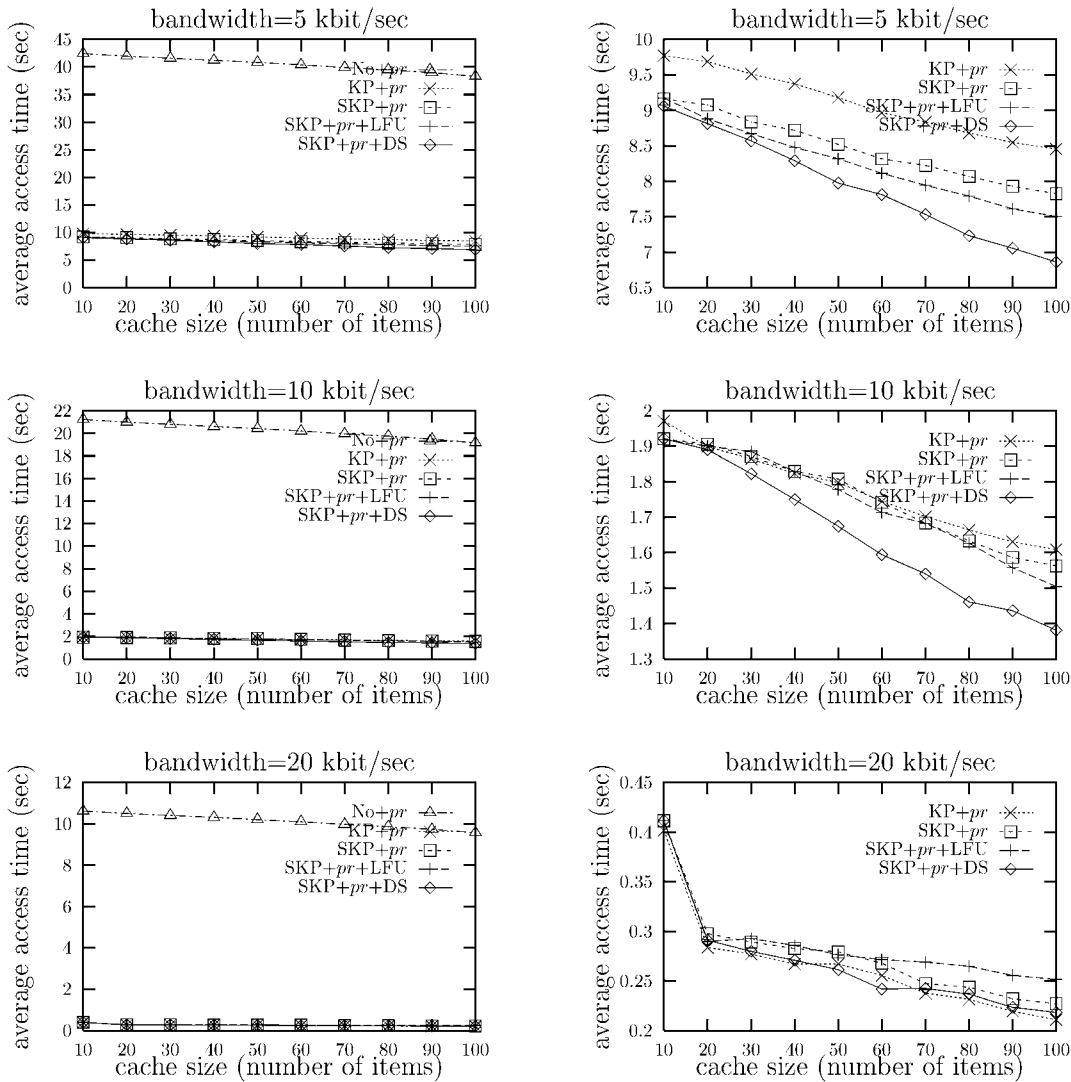 bandwidth=5 kbit/sec
average access time (sec)
45
40
35
30
25
20
15
10
5
0
No+pr
KP+pr
SKP+pr
SKP+pr+LFU
SKP+pr+DS
10 20 30 40 50 60 70 80 90 100
cache size (number of items)
bandwidth=5 kbit/sec
average access time (sec)
10
9.5
9
8.5
8
7.5
7
6.5
KP+pr
SKP+pr
SKP+pr+LFU
SKP+pr+DS
10 20 30 40 50 60 70 80 90 100
cache size (number of items)
bandwidth=10 kbit/sec
average access time (sec)
22
20
18
16
14
12
10
8
6
4
2
0
No+pr
KP+pr
SKP+pr
SKP+pr+LFU
SKP+pr+DS
10 20 30 40 50 60 70 80 90 100
cache size (number of items)
bandwidth=10 kbit/sec
average access time (sec)
2
1.9
1.8
1.7
1.6
1.5
1.4
1.3
KP+pr
SKP+pr
SKP+pr+LFU
SKP+pr+DS
10 20 30 40 50 60 70 80 90 100
cache size (number of items)
bandwidth=20 kbit/sec
average access time (sec)
12
10
8
6
4
2
0
No+pr
KP+pr
SKP+pr
SKP+pr+LFU
SKP+pr+DS
10 20 30 40 50 60 70 80 90 100
cache size (number of items)
bandwidth=20 kbit/sec
average access time (sec)
0.45
0.4
0.35
0.3
0.25
0.2
KP+pr
SKP+pr
SKP+pr+LFU
SKP+pr+DS
10 20 30 40 50 60 70 80 90 100
cache size (number of items)